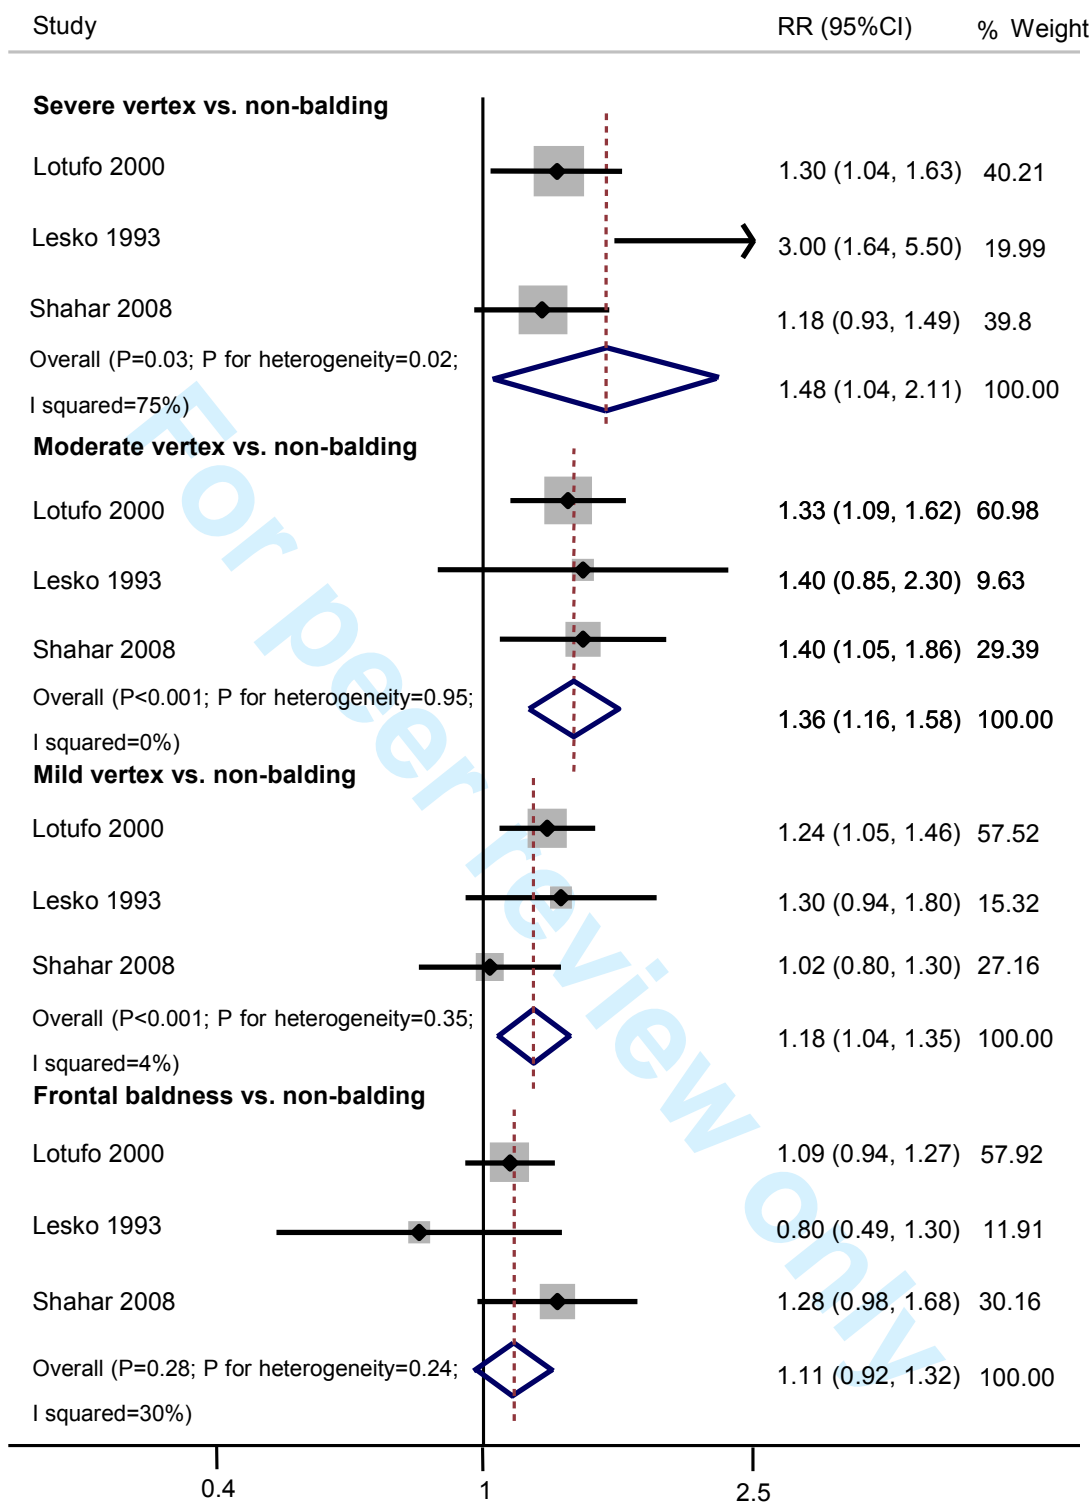 Study RR (95%CI) % Weight
Severe vertex vs. non-balding
Lotufo 2000 1.30 (1.04, 1.63) 40.21
Lesko 1993 3.00 (1.64, 5.50) 19.99
Shahar 2008 1.18 (0.93, 1.49) 39.8
Overall (P=0.03; P for heterogeneity=0.02;
I squared=75%) 1.48 (1.04, 2.11) 100.00
Moderate vertex vs. non-balding
Lotufo 2000 1.33 (1.09, 1.62) 60.98
Lesko 1993 1.40 (0.85, 2.30) 9.63
Shahar 2008 1.40 (1.05, 1.86) 29.39
Overall (P<0.001; P for heterogeneity=0.95;
I squared=0%) 1.36 (1.16, 1.58) 100.00
Mild vertex vs. non-balding
Lotufo 2000 1.24 (1.05, 1.46) 57.52
Lesko 1993 1.30 (0.94, 1.80) 15.32
Shahar 2008 1.02 (0.80, 1.30) 27.16
Overall (P<0.001; P for heterogeneity=0.35;
I squared=4%) 1.18 (1.04, 1.35) 100.00
Frontal baldness vs. non-balding
Lotufo 2000 1.09 (0.94, 1.27) 57.92
Lesko 1993 0.80 (0.49, 1.30) 11.91
Shahar 2008 1.28 (0.98, 1.68) 30.16
Overall (P=0.28; P for heterogeneity=0.24;
I squared=30%) 1.11 (0.92, 1.32) 100.00
0.4 1 2.5
For peer review only